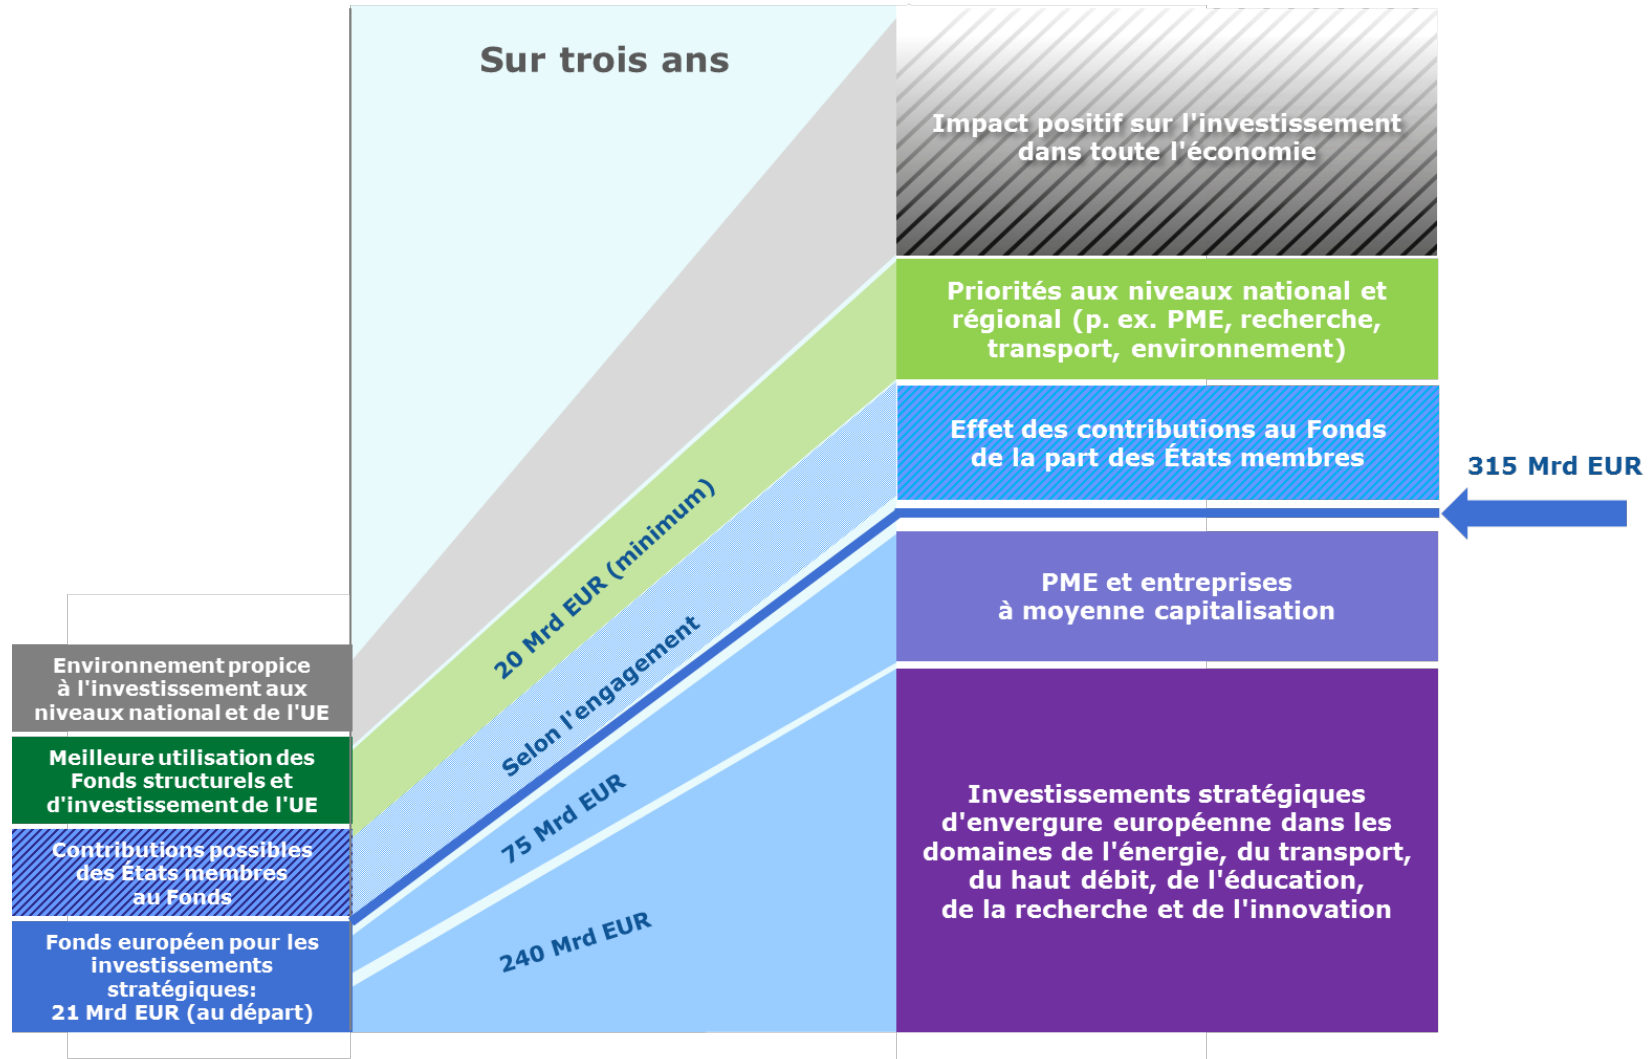 Sur trois ans
Impact positif sur l'investissement
dans toute l'économie
Priorités aux niveaux national et
régional (p. ex. PME, recherche,
transport, environnement)
Effet des contributions au Fonds
de la part des États membres
315 Mrd EUR
PME et entreprises
à moyenne capitalisation
Investissements stratégiques
d'envergure européenne dans les
domaines de l'énergie, du transport,
du haut débit, de l'éducation,
de la recherche et de l'innovation
20 Mrd EUR (minimum)
Selon l'engagement
75 Mrd EUR
240 Mrd EUR
Environnement propice
à l'investissement aux
niveaux national et de l'UE
Meilleure utilisation des
Fonds structurels et
d'investissement de l'UE
Contributions possibles
des États membres
au Fonds
Fonds européen pour les
investissements
stratégiques:
21 Mrd EUR (au départ)